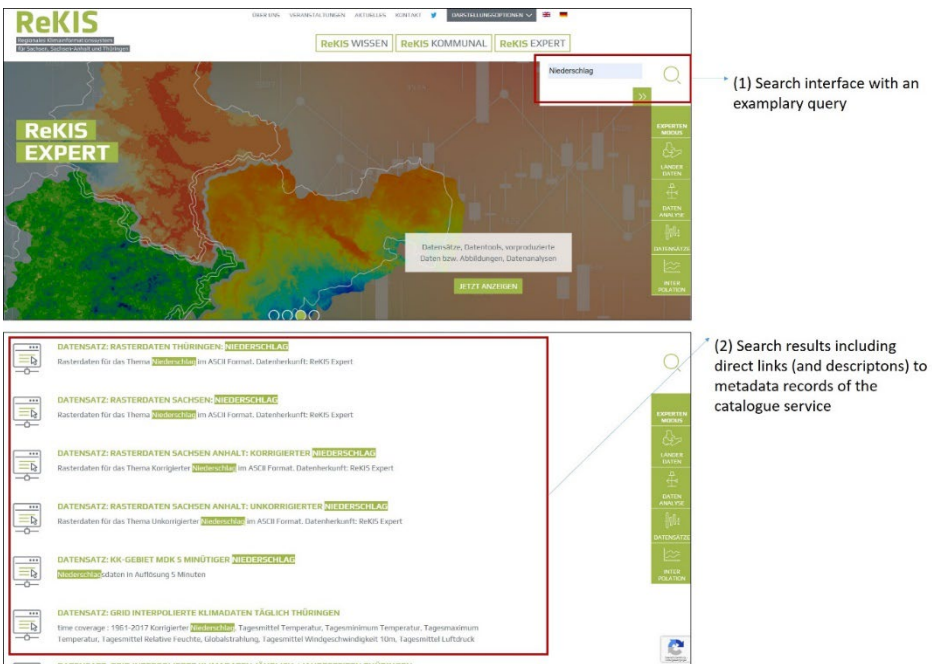 ReKIS
Regionales Klimainformationssystem
für Sachsen, Sachsen-Anhalt und Thüringen
ÜBER UNS VERANSTALTUNGEN AKTUELLES KONTAKT DARSTELLUNGSOPTIONEN
ReKIS WISSEN ReKIS KOMMUNAL ReKIS EXPERT
Niederschlag
»
(1) Search interface with an
examplary query
ReKIS
EXPERT
EXPERTEN
MODUS
LÄNDER
DATEN
DATEN
ANALYSE
DATENSÄTZE
INTER
POLATION
Datensätze, Datentools, vorproduzierte
Daten bzw. Abbildungen, Datenanalysen
JETZT ANZEIGEN
DATENSATZ: RASTERDATEN THÜRINGEN: NIEDERSCHLAG
Rasterdaten für das Thema Niederschlag im ASCII Format. Datenherkunft: ReKIS Expert
DATENSATZ: RASTERDATEN SACHSEN: NIEDERSCHLAG
Rasterdaten für das Thema Niederschlag im ASCII Format. Datenherkunft: ReKIS Expert
DATENSATZ: RASTERDATEN SACHSEN ANHALT: KORRIGIERTER NIEDERSCHLAG
Rasterdaten für das Thema Korrigierter Niederschlag im ASCII Format. Datenherkunft: ReKIS Expert
DATENSATZ: RASTERDATEN SACHSEN ANHALT: UNKORRIGIERTER NIEDERSCHLAG
Rasterdaten für das Thema Unkorrigierter Niederschlag im ASCII Format. Datenherkunft: ReKIS Expert
DATENSATZ: KK-GEBIET MDK 5 MINÜTIGER NIEDERSCHLAG
Niederschlagsdaten in Auflösung 5 Minuten
DATENSATZ: GRID INTERPOLIERTE KLIMADATEN TÄGLICH THÜRINGEN
time coverage : 1961-2017 Korrigierter Niederschlag, Tagesmittel Temperatur, Tagesminimum Temperatur, Tagesmaximum
Temperatur, Tagesmittel Relative Feuchte, Globalstrahlung, Tagesmittel Windgeschwindigkeit 10m, Tagesmittel Luftdruck
(2) Search results including
direct links (and descriptons) to
metadata records of the
catalogue service
EXPERTEN
MODUS
LÄNDER
DATEN
DATEN
ANALYSE
DATENSÄTZE
INTER
POLATION